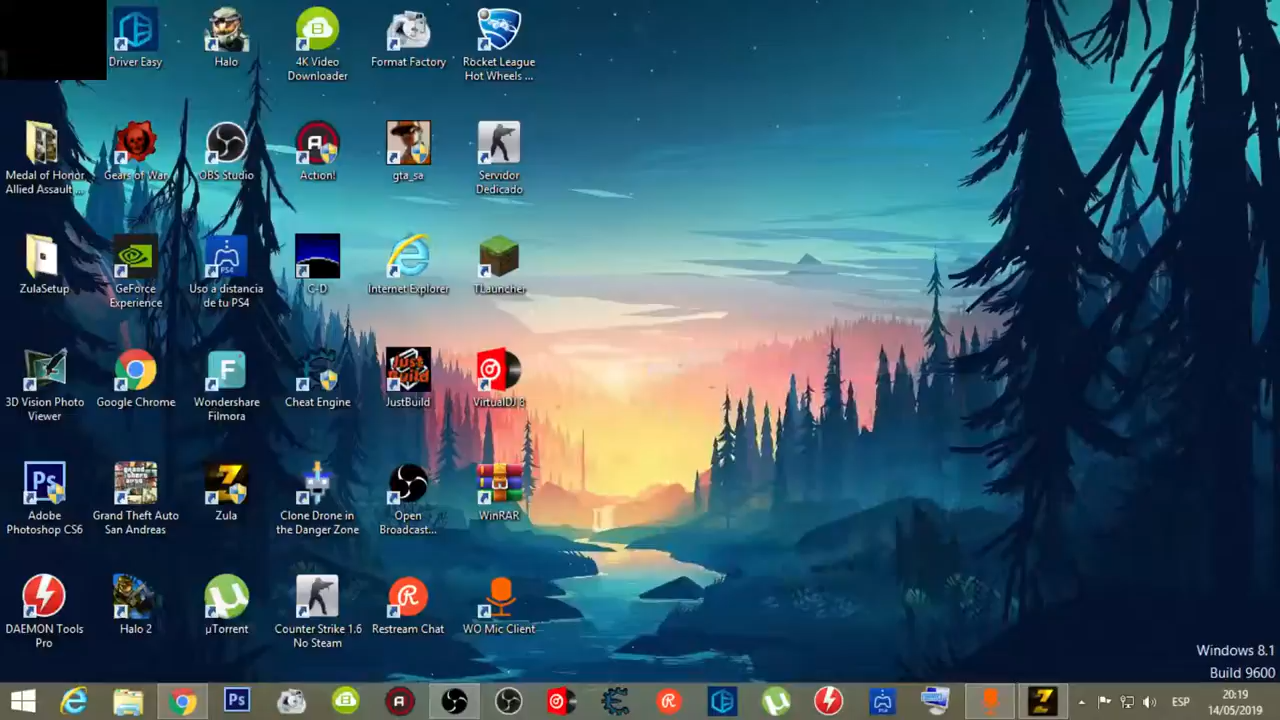 Driver Easy
Halo
4K Video
Downloader
Format Factory
Rocket League
Hot Wheels ...
Medal of Honor
Allied Assault ...
Gears of War
OBS Studio
Action!
gta_sa
Servidor
Dedicado
ZulaSetup
GeForce
Experience
Uso a distancia
de tu PS4
C-D
Internet Explorer
TLauncher
3D Vision Photo
Viewer
Google Chrome
Wondershare
Filmora
Cheat Engine
JustBuild
VirtualDJ 8
Adobe
Photoshop CS6
Grand Theft Auto
San Andreas
Zula
Clone Drone in
the Danger Zone
Open
Broadcast...
WinRAR
DAEMON Tools
Pro
Halo 2
µTorrent
Counter Strike 1.6
No Steam
Restream Chat
WO Mic Client
Windows 8.1
Build 9600
ESP
20:19
14/05/2019